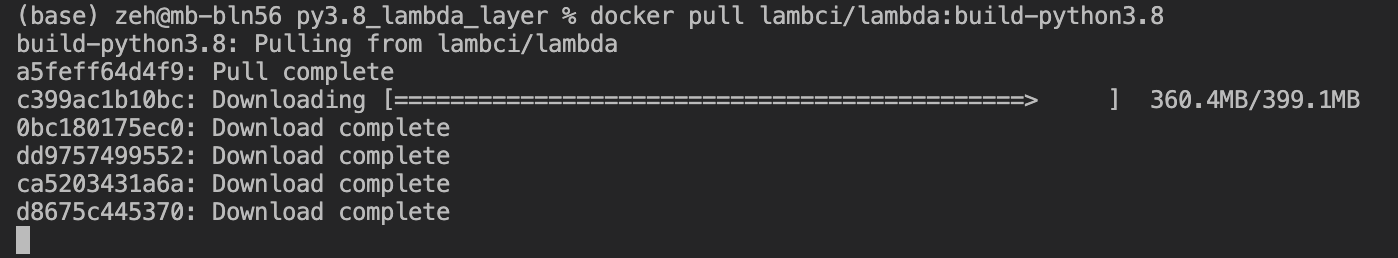 (base) zeh@mb-bln56 py3.8_lambda_layer % docker pull lambci/lambda:build-python3.8
build-python3.8: Pulling from lambci/lambda
a5feff64d4f9: Pull complete
c399ac1b10bc: Downloading [=============================================>     ]  360.4MB/399.1MB
0bc180175ec0: Download complete
dd9757499552: Download complete
ca5203431a6a: Download complete
d8675c445370: Download complete